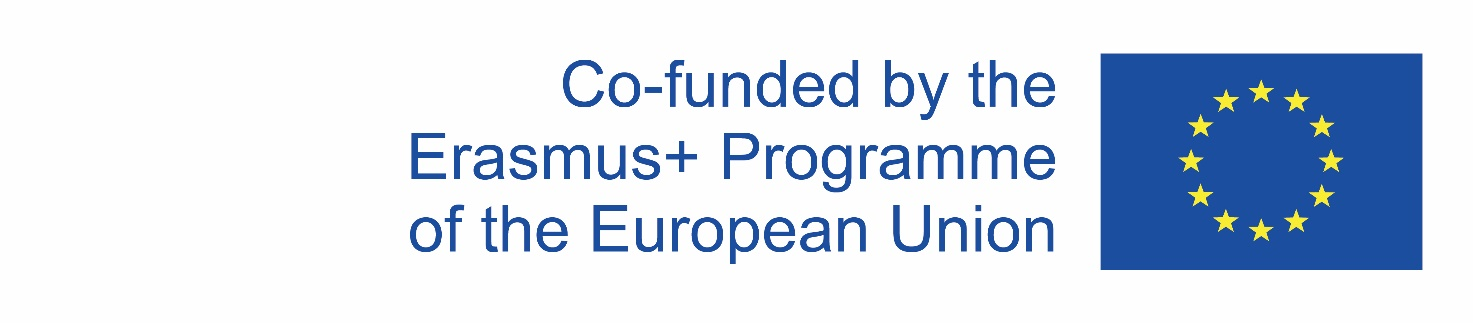 Co-funded by the
Erasmus+ Programme
of the European Union